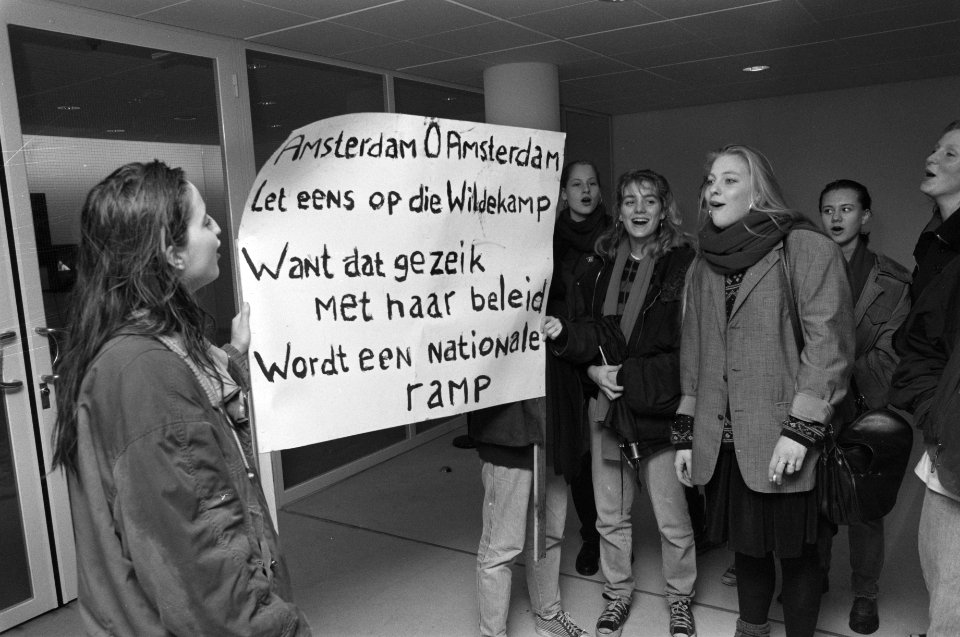 AMSTERDAM O AMSTERDAM
LET EENS OP DIE WILDEKAMP
WANT DAT GEZEIK
MET HAAR BELEID
WORDT EEN NATIONALE
RAMP